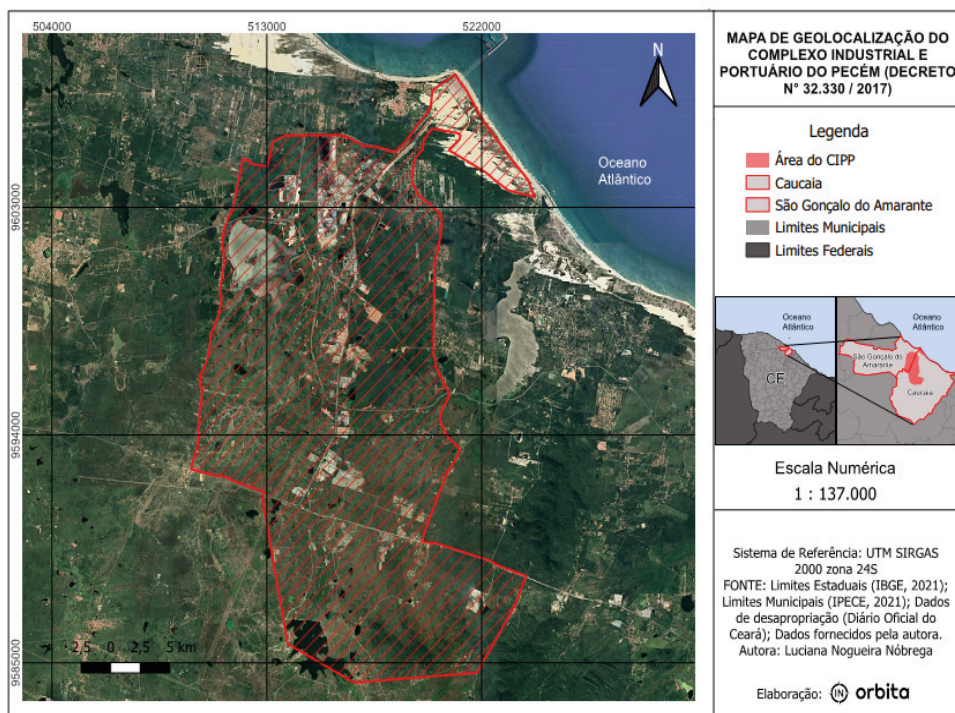 504000
513000
522000
9603000
9594000
9585000
N
Oceano
Atlântico
2,5 0 2,5 5 km
MAPA DE GEOLOCALIZAÇÃO DO
COMPLEXO INDUSTRIAL E
PORTUÁRIO DO PECÉM (DECRETO
N° 32.330 / 2017)
Legenda
Área do CIPP
Caucaia
São Gonçalo do Amarante
Limites Municipais
Limites Federais
Oceano
Atlântico
CE
Oceano
Atlântico
São Gonçalo do
Amarante
Caucaia
Escala Numérica
1 : 137.000
Sistema de Referência: UTM SIRGAS
2000 zona 24S
FONTE: Limites Estaduais (IBGE, 2021);
Limites Municipais (IPECE, 2021); Dados
de desapropriação (Diário Oficial do
Ceará); Dados fornecidos pela autora.
Autora: Luciana Nogueira Nóbrega
Elaboração: IN orbita